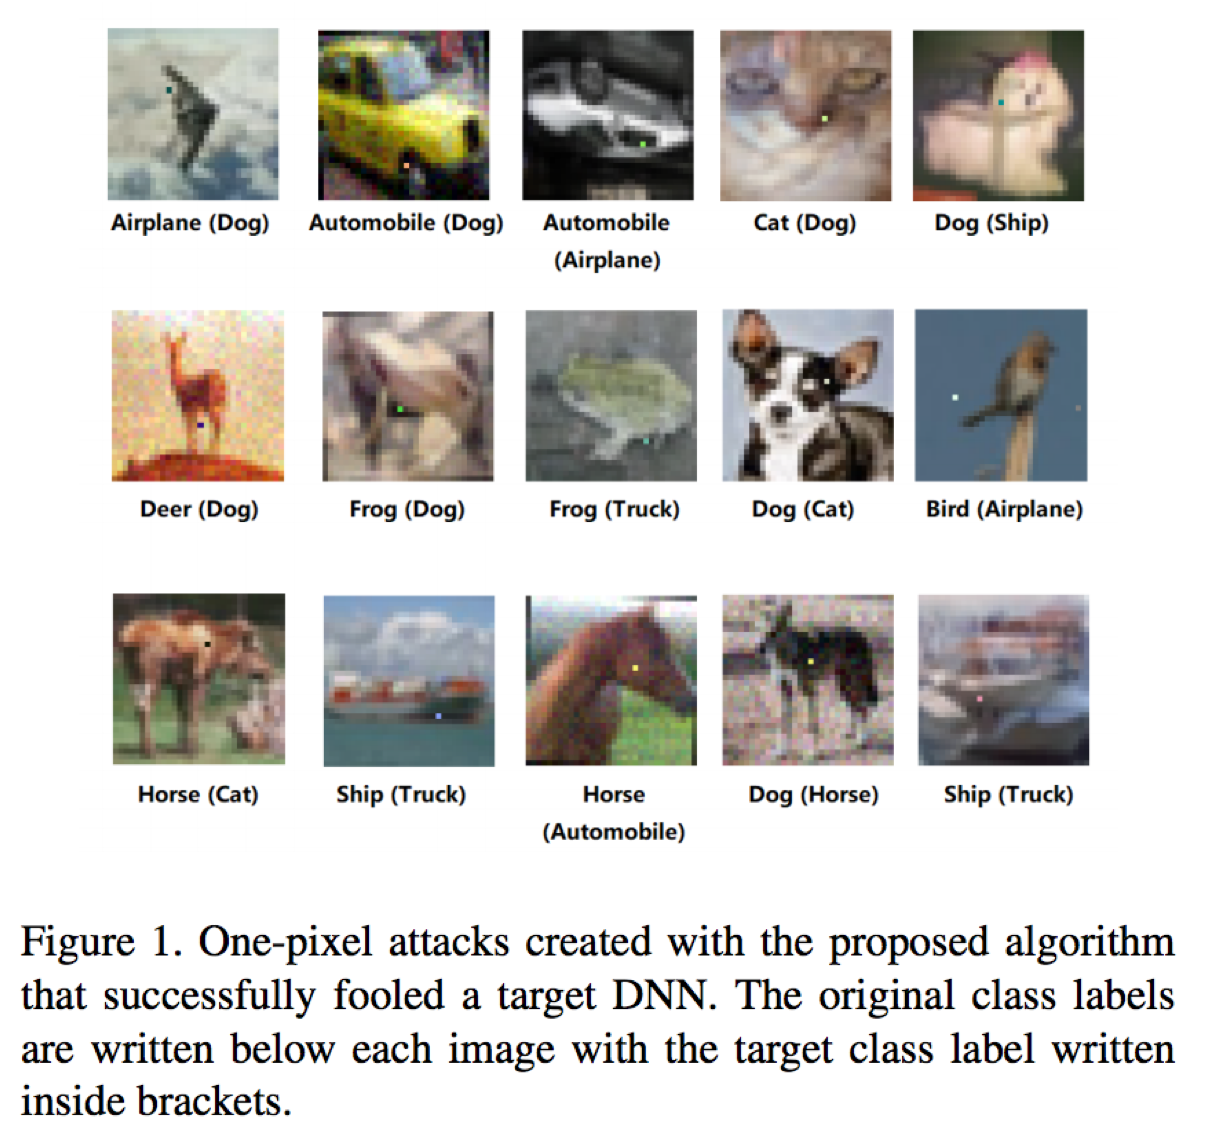 Airplane (Dog)
Automobile (Dog)
Automobile
(Airplane)
Cat (Dog)
Dog (Ship)
Deer (Dog)
Frog (Dog)
Frog (Truck)
Dog (Cat)
Bird (Airplane)
Horse (Cat)
Ship (Truck)
Horse
(Automobile)
Dog (Horse)
Ship (Truck)
Figure 1. One-pixel attacks created with the proposed algorithm
that successfully fooled a target DNN. The original class labels
are written below each image with the target class label written
inside brackets.